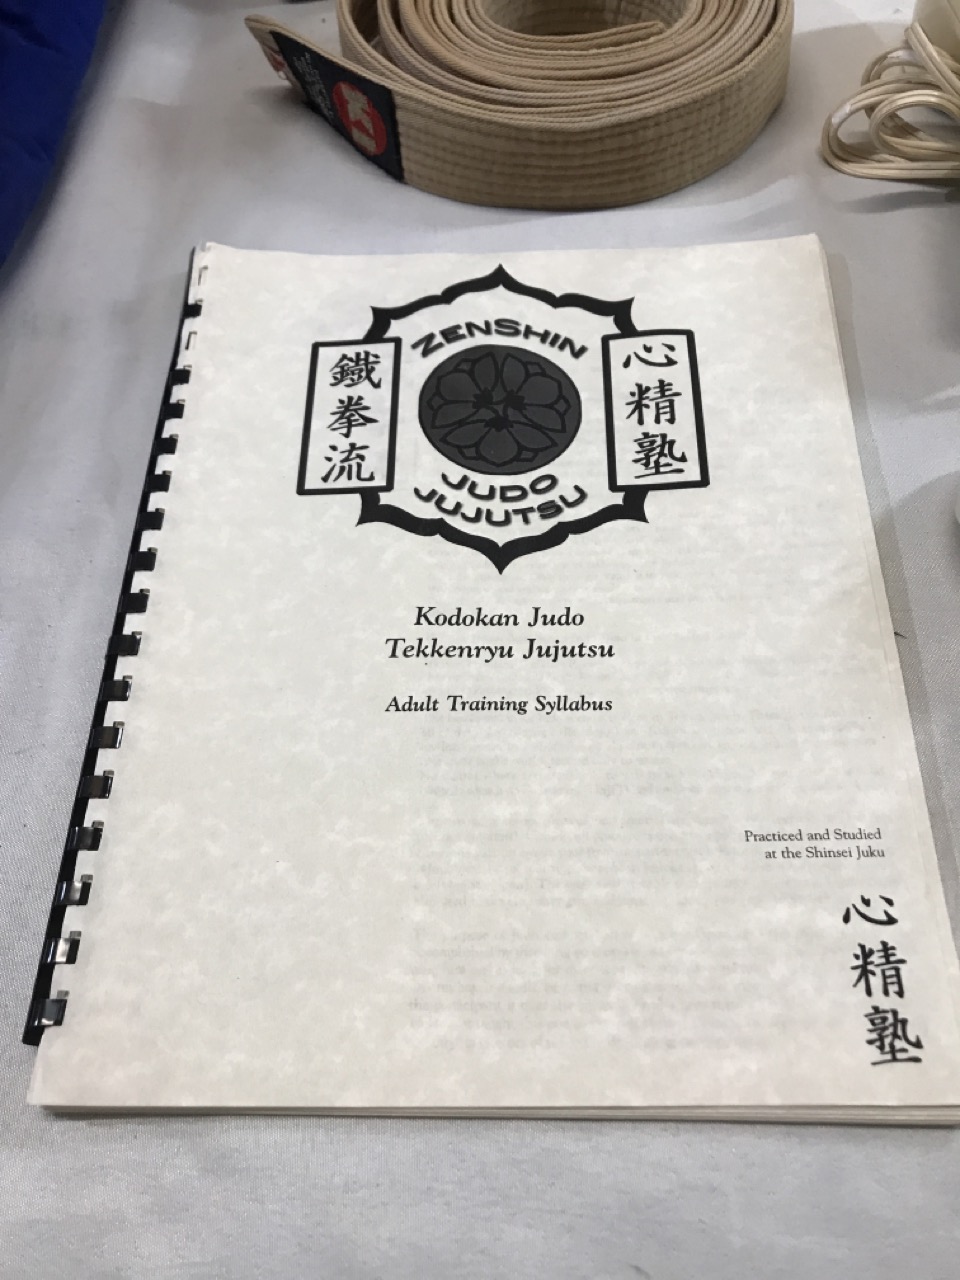 ZENSHIN
鐵拳流
心精塾
JUDO
JUJUTSU
Kodokan Judo
Tekkenryu Jujutsu
Adult Training Syllabus
Practiced and Studied
at the Shinsei Juku
心精塾